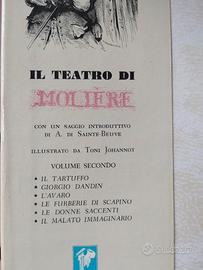 IL TEATRO DI
MOLIÈRE
CON UN SAGGIO INTRODUTTIVO
DI A. DI SAINTE-BEUVE
ILLUSTRATO DA TONI JOHANNOT
VOLUME SECONDO
• IL TARTUFFO
• GIORGIO DANDIN
• L'AVARO
• LE FURBERIE DI SCAPINO
• LE DONNE SACCENTI
• IL MALATO IMMAGINARIO
subito